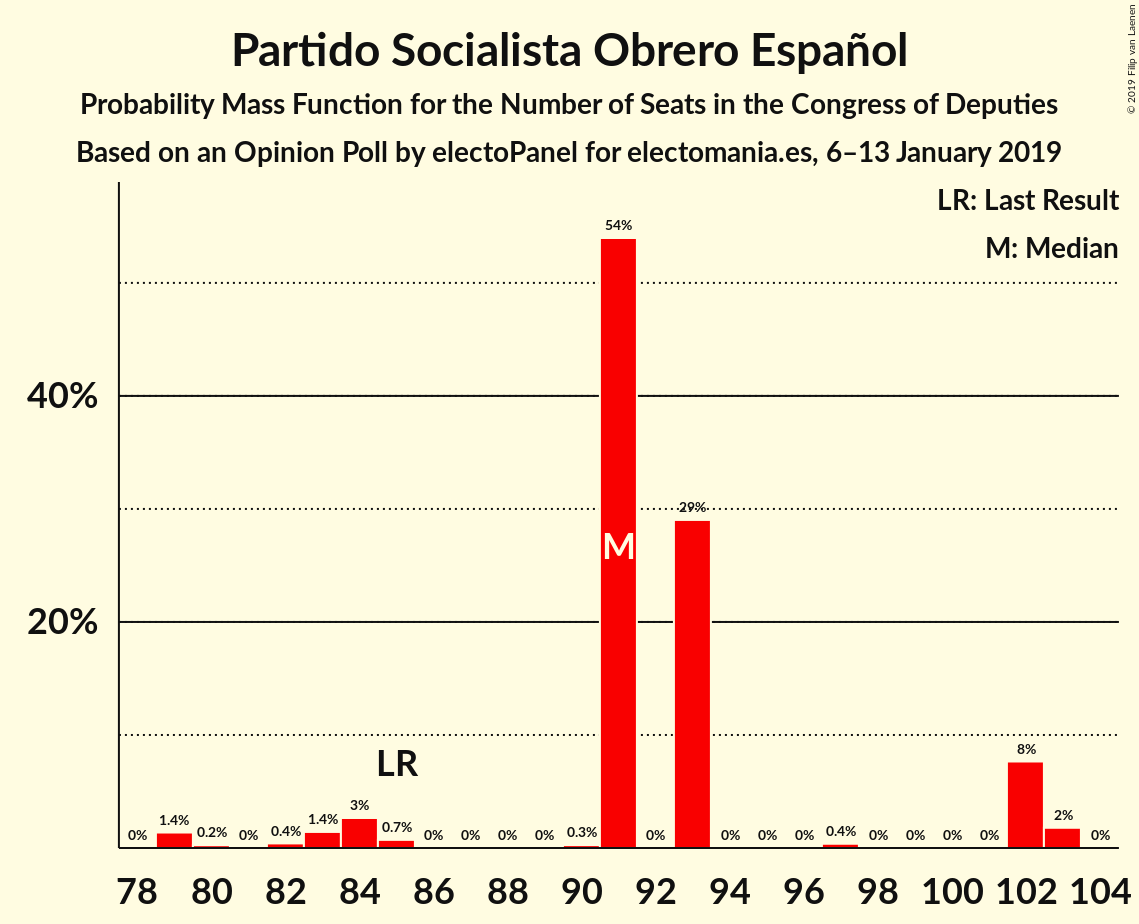 Partido Socialista Obrero Español
Probability Mass Function for the Number of Seats in the Congress of Deputies
Based on an Opinion Poll by electoPanel for electomania.es, 6–13 January 2019
© 2019 Filip van Laenen
LR: Last Result
M: Median
54%
40%
29%
M
20%
LR
8%
0% 1.4% 0.2% 0% 0.4% 1.4% 3% 0.7% 0% 0% 0% 0% 0.3% 0% 0% 0% 0% 0.4% 0% 0% 0% 0% 2% 0%
78 80 82 84 86 88 90 92 94 96 98 100 102 104